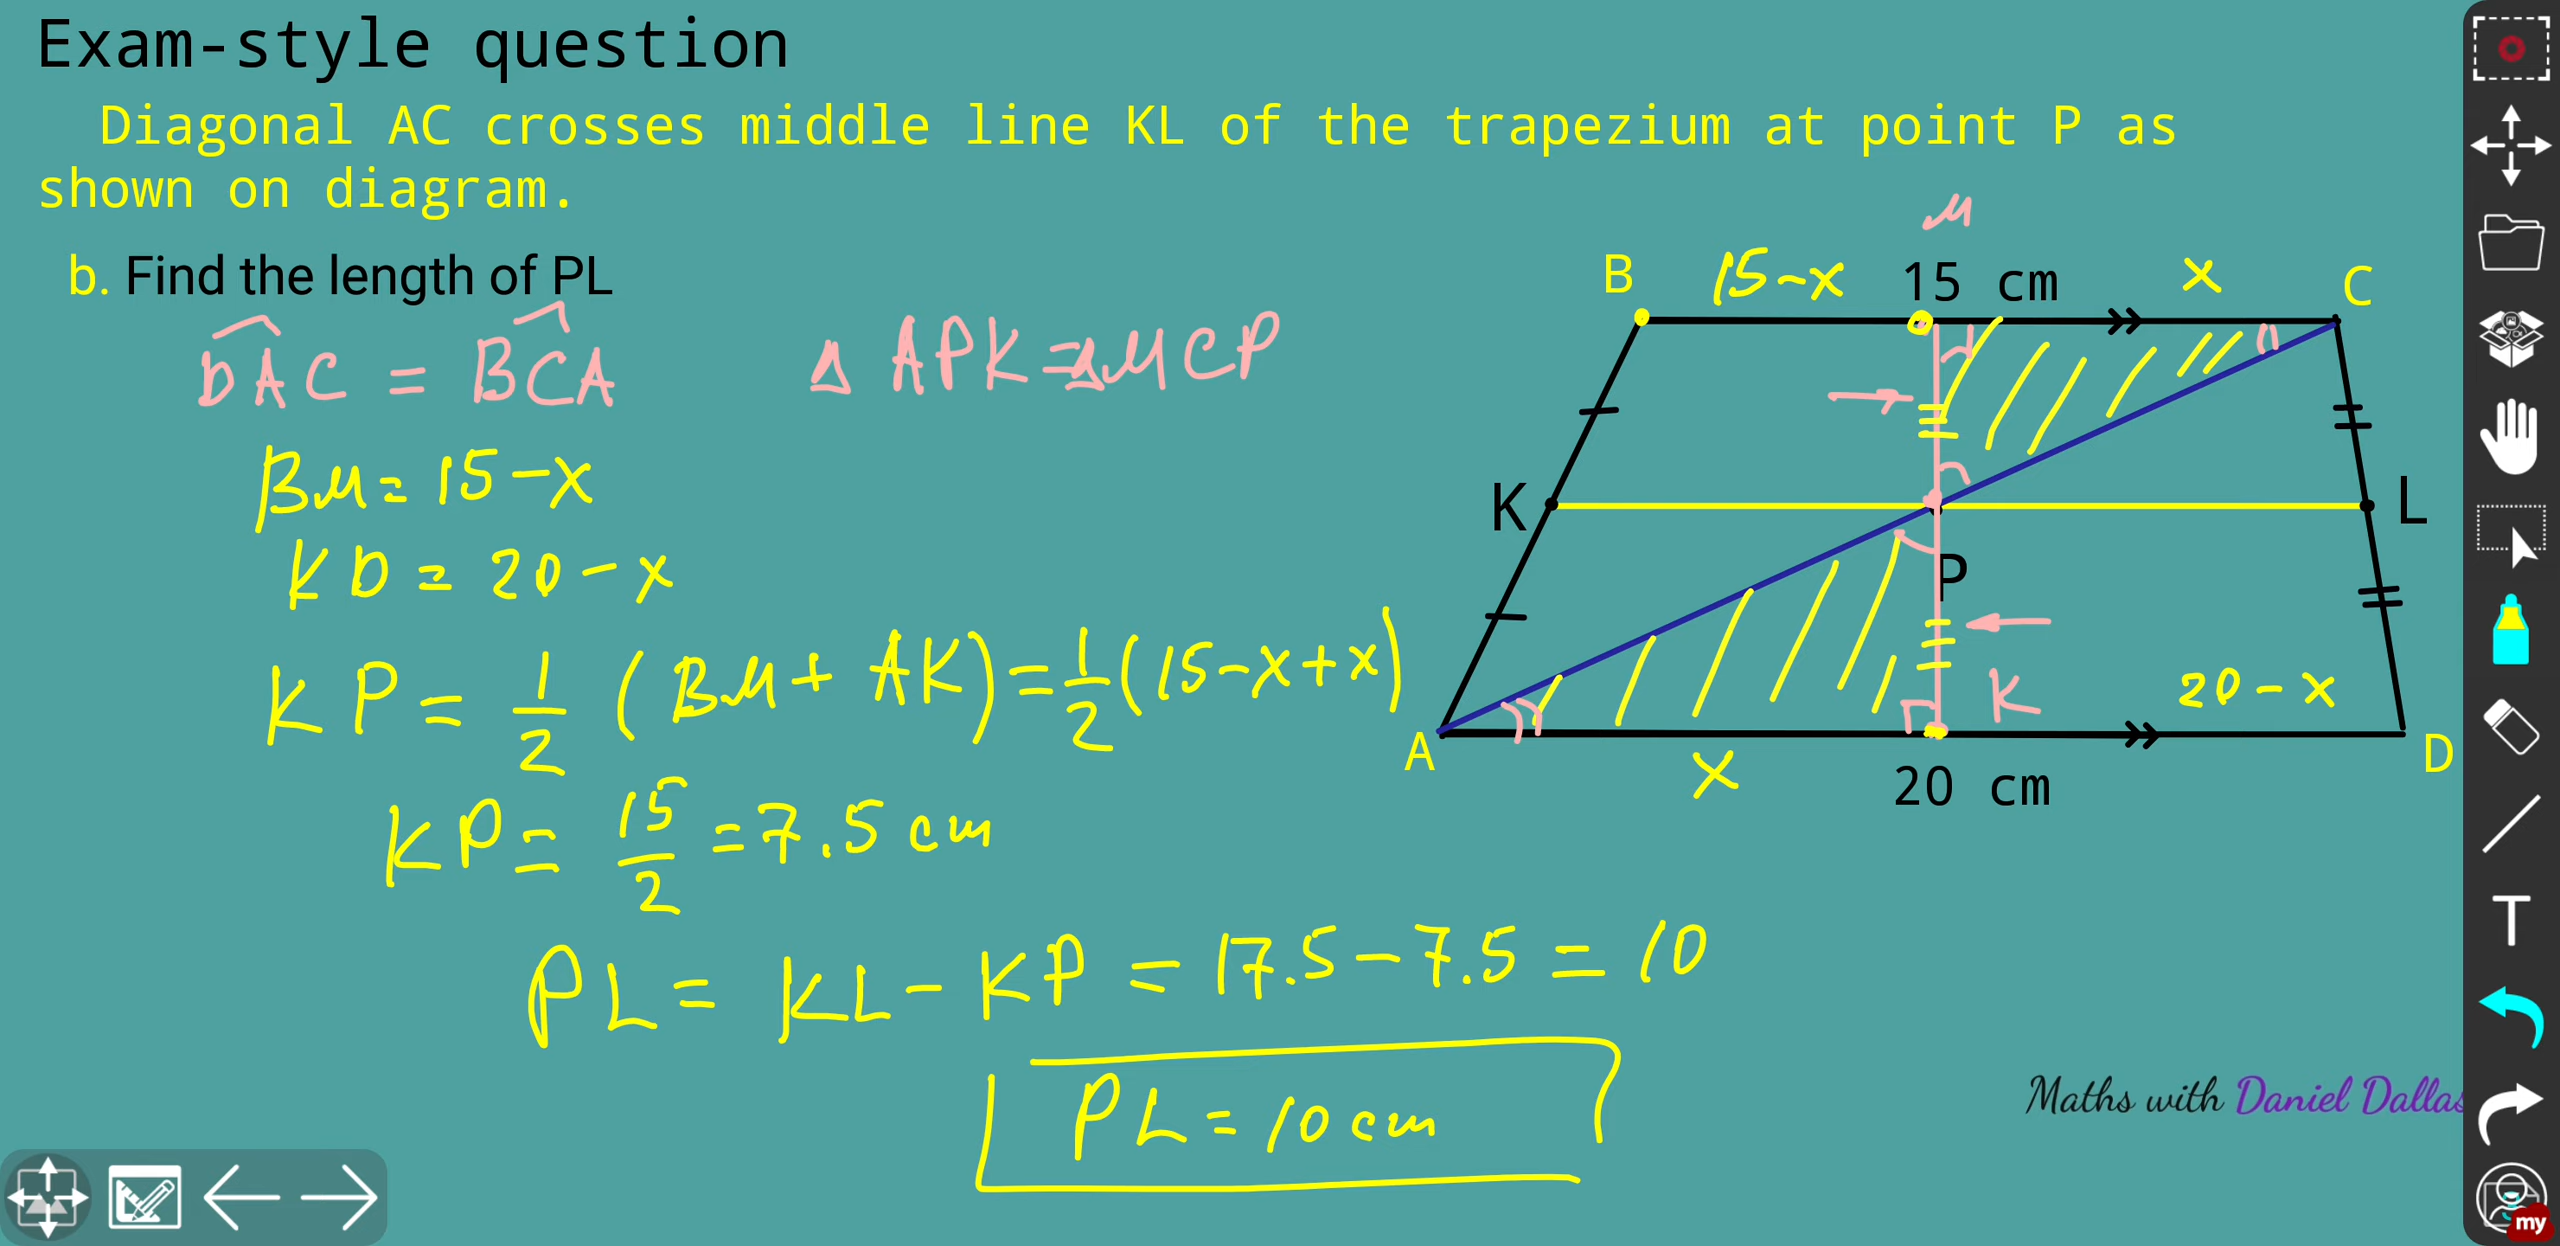 Exam-style question
Diagonal AC crosses middle line KL of the trapezium at point P as
shown on diagram.
b. Find the length of PL
DAC = BCA
Δ APK = Δ MCP
BM = 15 - x
KD = 20 - x
KP = 1/2 (BM + AK) = 1/2 (15 - x + x)
KP = 15/2 = 7.5 cm
PL = KL - KP = 17.5 - 7.5 = 10
PL = 10 cm
M
B 15-x 15 cm x C
K L
P
K 20 - x
A x 20 cm D
Maths with Daniel Dallas
T
my